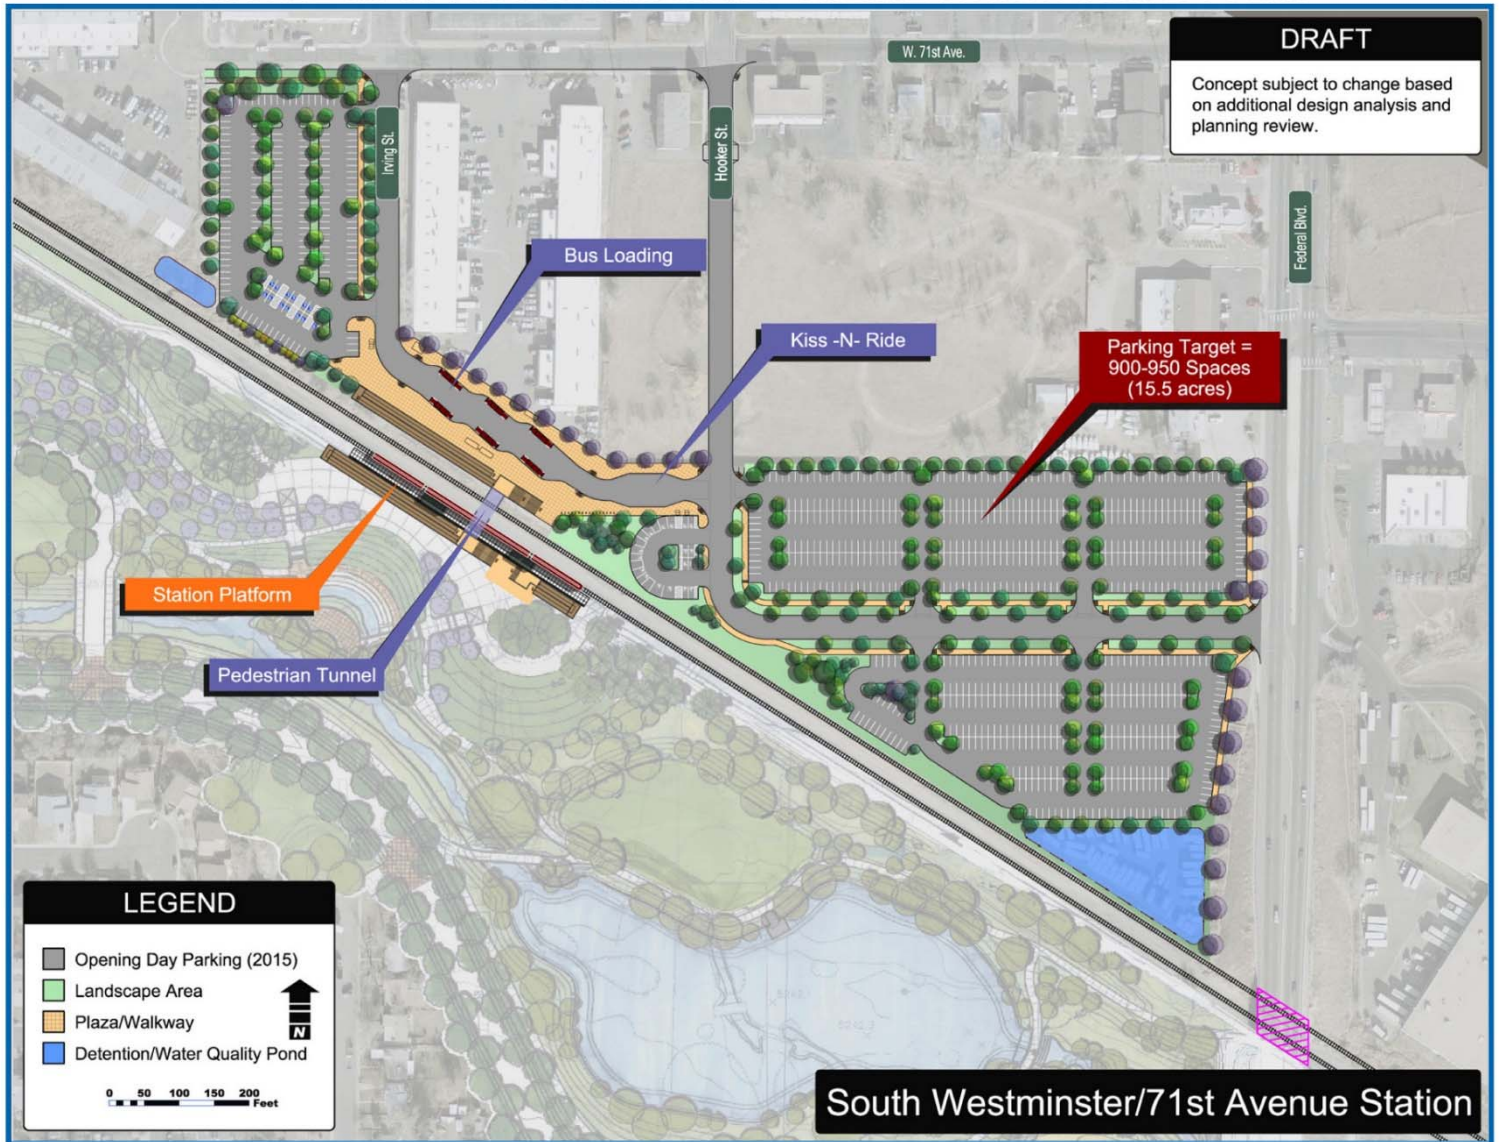 W. 71st Ave.
DRAFT
Concept subject to change based
on additional design analysis and
planning review.
Irving St.
Hooker St.
Federal Blvd.
Bus Loading
Kiss -N- Ride
Parking Target =
900-950 Spaces
(15.5 acres)
Station Platform
Pedestrian Tunnel
LEGEND
Opening Day Parking (2015)
Landscape Area
Plaza/Walkway
Detention/Water Quality Pond
N
0 50 100 150 200
Feet
South Westminster/71st Avenue Station